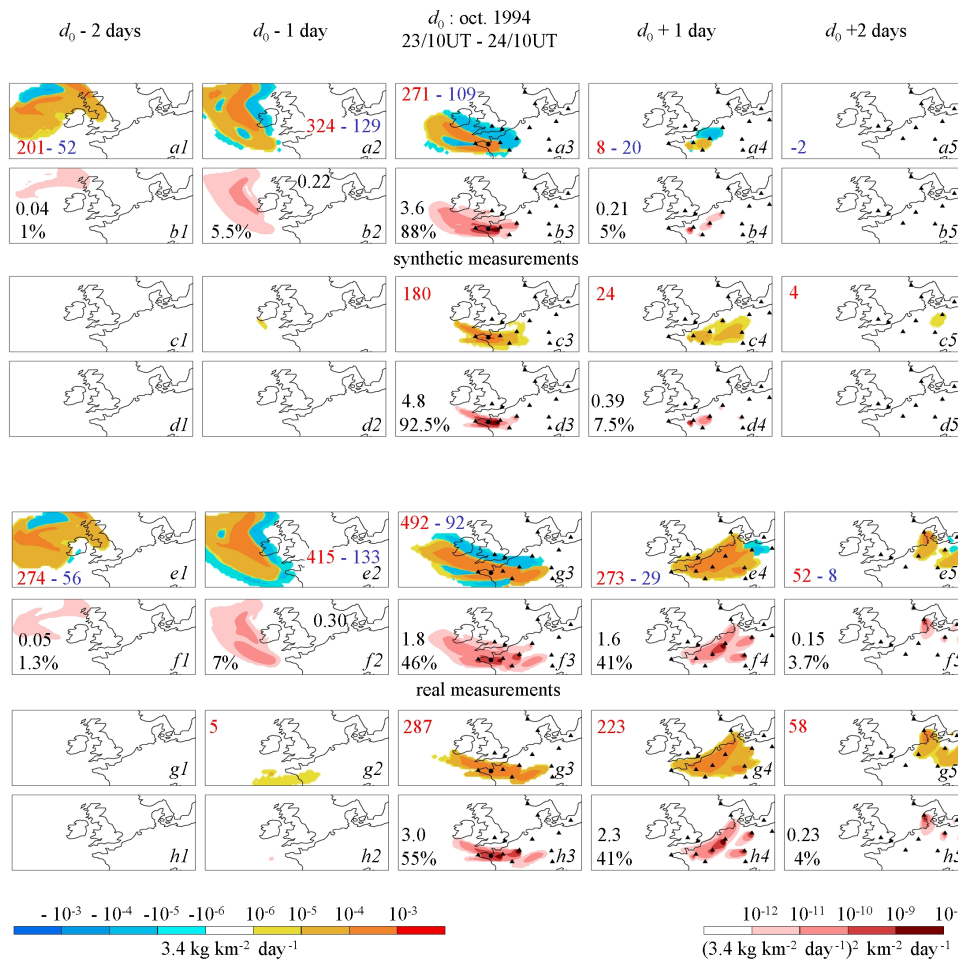 d₀ - 2 days
d₀ - 1 day
d₀ : oct. 1994
23/10UT - 24/10UT
d₀ + 1 day
d₀ +2 days
201 - 52 a1
324 - 129 a2
271 - 109 a3
8 - 20 a4
-2 a5
0.04
1% b1
0.22
5.5% b2
3.6
88% b3
0.21
5% b4
b5
synthetic measurements
c1
c2
180 c3
24 c4
4 c5
d1
d2
4.8
92.5% d3
0.39
7.5% d4
d5
274 - 56 e1
415 - 133 e2
492 - 92 g3
273 - 29 e4
52 - 8 e5
0.05
1.3% f1
0.30
7% f2
1.8
46% f3
1.6
41% f4
0.15
3.7% f5
real measurements
g1
5 g2
287 g3
223 g4
58 g5
h1
h2
3.0
55% h3
2.3
41% h4
0.23
4% h5
- 10⁻³ - 10⁻⁴ -10⁻⁵ -10⁻⁶ 10⁻⁶ 10⁻⁵ 10⁻⁴ 10⁻³
3.4 kg km⁻² day⁻¹
10⁻¹² 10⁻¹¹ 10⁻¹⁰ 10⁻⁹ 10⁻
(3.4 kg km⁻² day⁻¹)² km⁻² day⁻¹